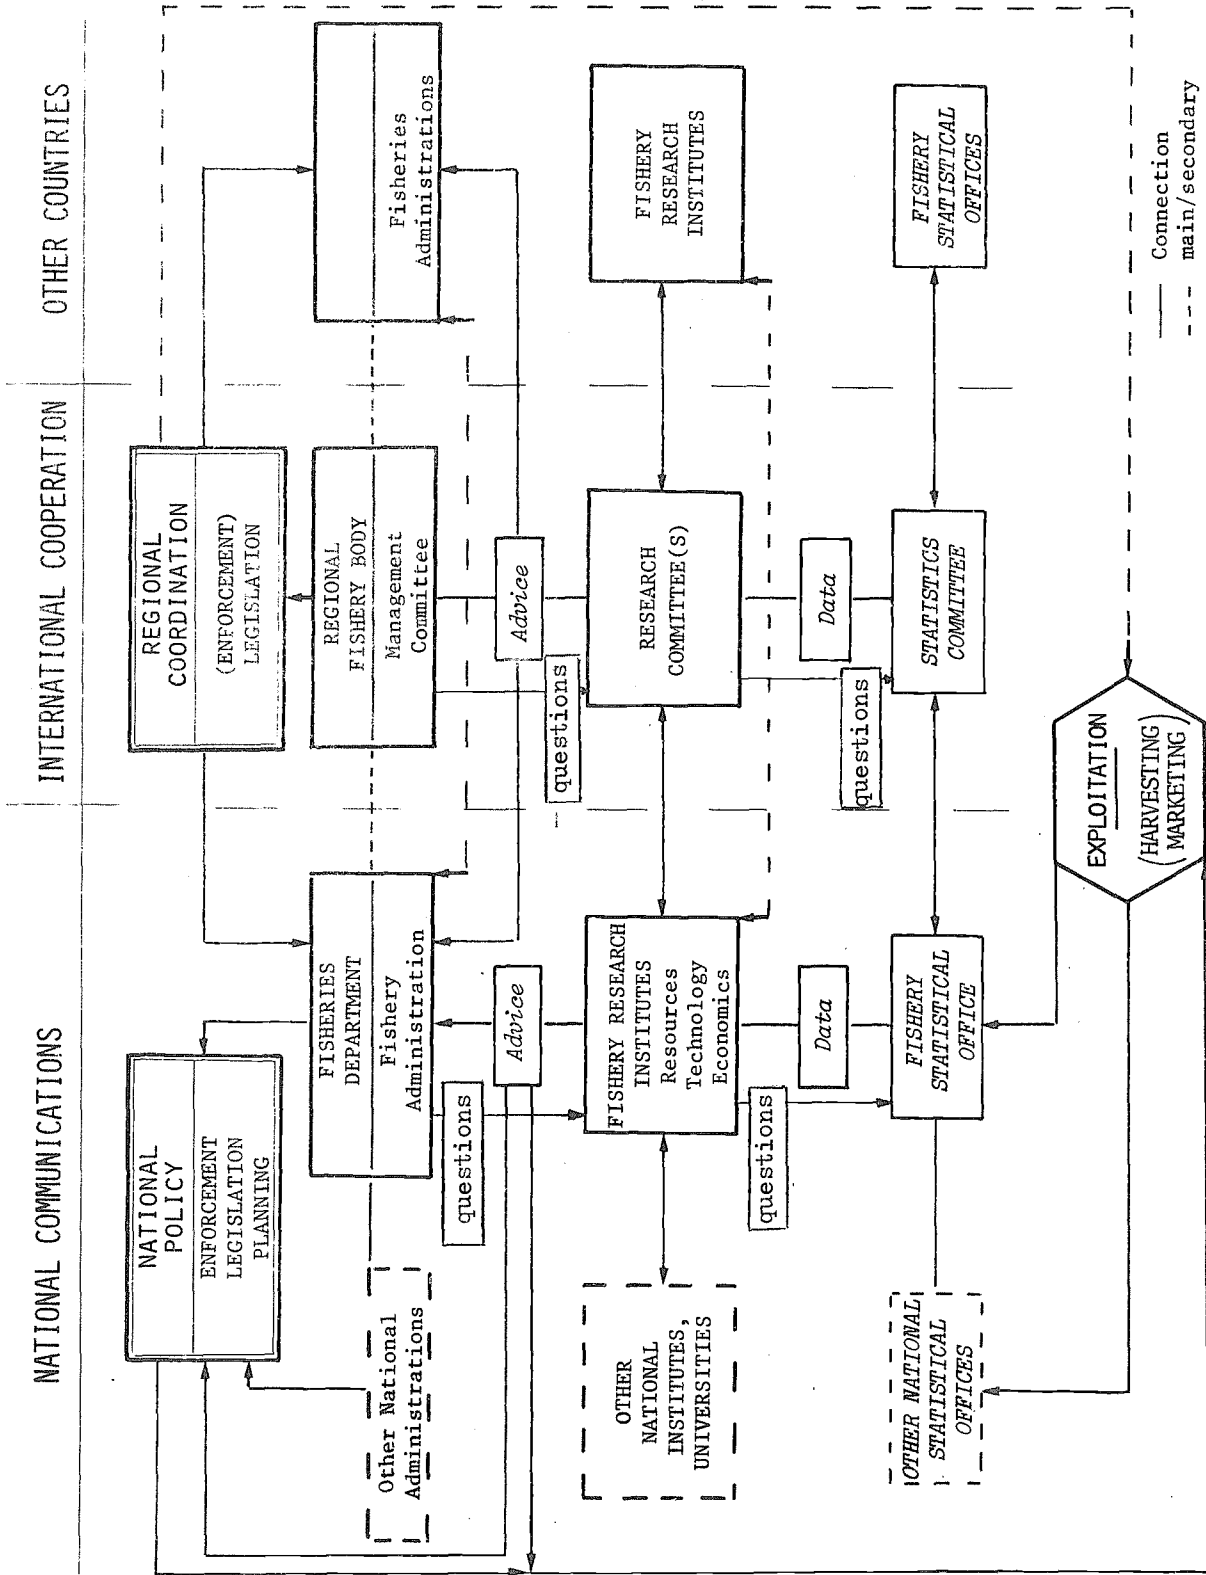 NATIONAL COMMUNICATIONS
INTERNATIONAL COOPERATION
OTHER COUNTRIES
NATIONAL
POLICY
ENFORCEMENT
LEGISLATION
PLANNING
REGIONAL
COORDINATION
(ENFORCEMENT)
LEGISLATION
Other National
Administrations
FISHERIES
DEPARTMENT
Fishery
Administration
REGIONAL
FISHERY BODY
Management
Committee
Fisheries
Administrations
questions
Advice
questions
Advice
OTHER
NATIONAL
INSTITUTES,
UNIVERSITIES
FISHERY RESEARCH
INSTITUTES
Resources
Technology
Economics
RESEARCH
COMMITTEE(S)
FISHERY
RESEARCH
INSTITUTES
questions
Data
questions
Data
OTHER NATIONAL
STATISTICAL
OFFICES
FISHERY
STATISTICAL
OFFICE
STATISTICS
COMMITTEE
FISHERY
STATISTICAL
OFFICES
EXPLOITATION
(HARVESTING
MARKETING)
Connection
main/secondary